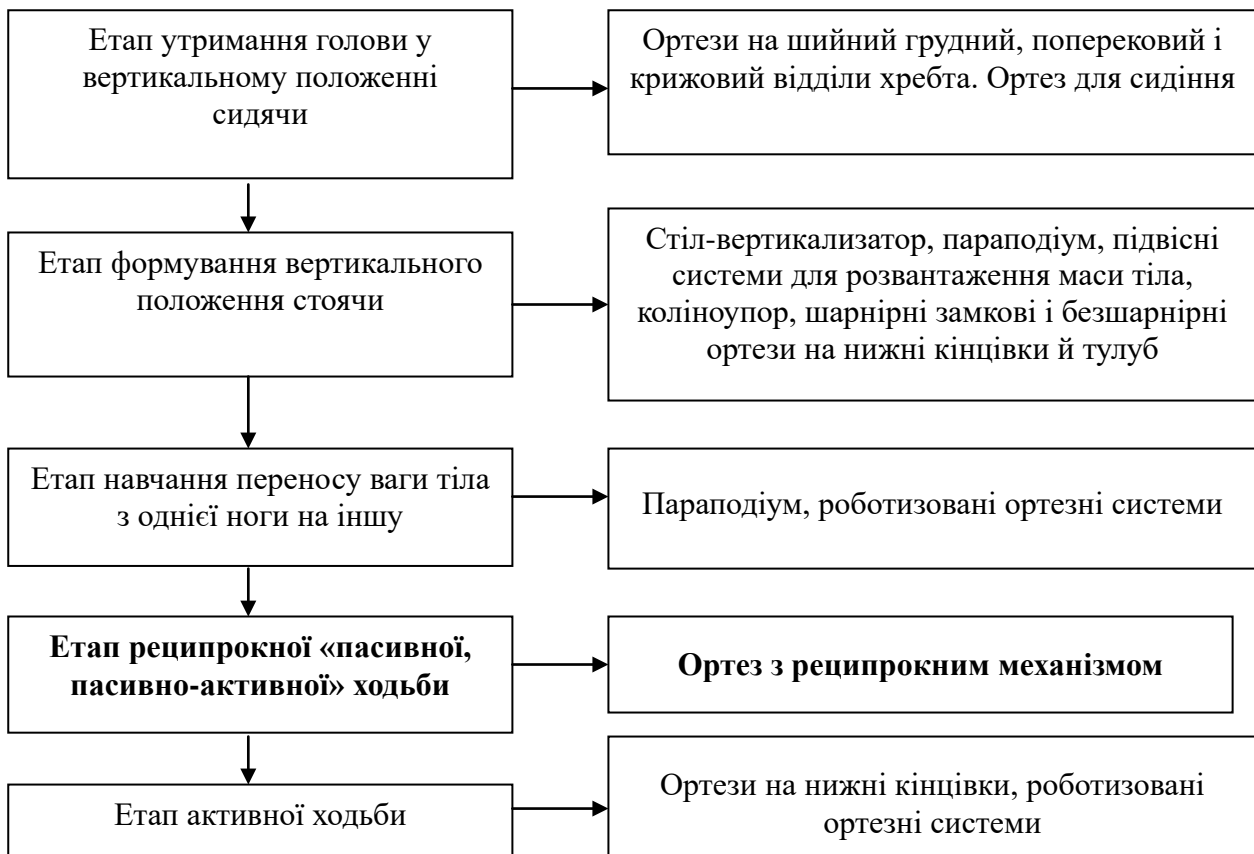 Етап утримання голови у
вертикальному положенні
сидячи
Ортези на шийний грудний, поперековий і
крижовий відділи хребта. Ортез для сидіння
Етап формування вертикального
положення стоячи
Стіл-вертикализатор, параподіум, підвісні
системи для розвантаження маси тіла,
коліноупор, шарнірні замкові і безшарнірні
ортези на нижні кінцівки й тулуб
Етап навчання переносу ваги тіла
з однієї ноги на іншу
Параподіум, роботизовані ортезні системи
Етап реципрокної «пасивної,
пасивно-активної» ходьби
Ортез з реципрокним механізмом
Етап активної ходьби
Ортези на нижні кінцівки, роботизовані
ортезні системи